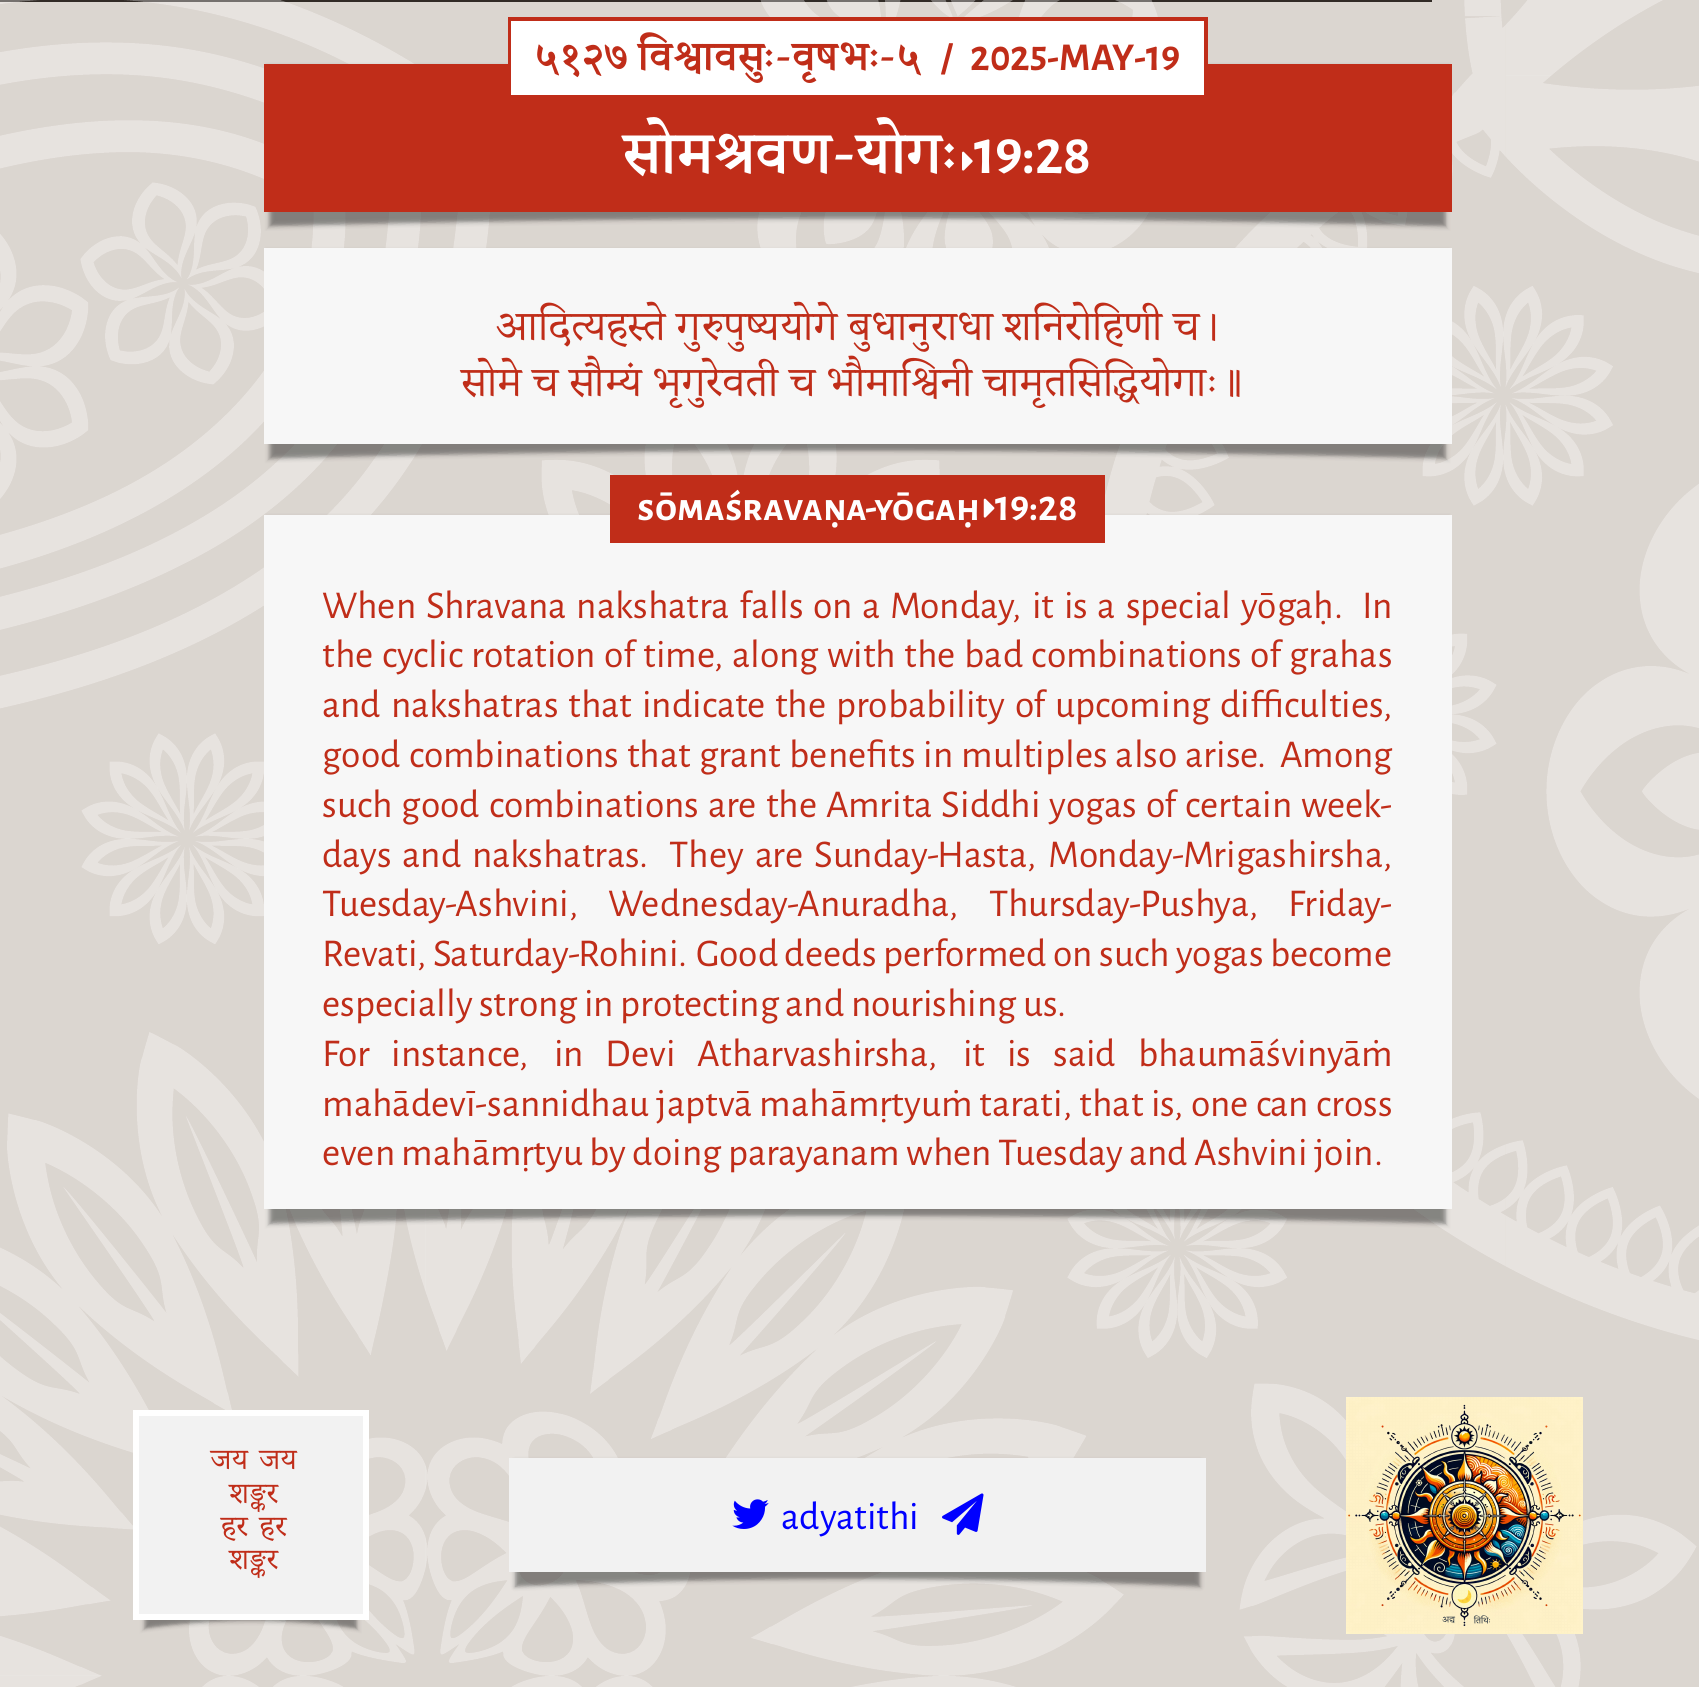 ५१२७ विश्वावसुः-वृषभः-५ / 2025-MAY-19
सोमश्रवण-योगः▸19:28
आदित्यहस्ते गुरुपुष्ययोगे बुधानुराधा शनिरोहिणी च।
सोमे च सौम्यं भृगुरेवती च भौमाश्विनी चामृतसिद्धियोगाः॥
SŌMAŚRAVAṆA-YŌGAḤ▸19:28
When Shravana nakshatra falls on a Monday, it is a special yōgaḥ. In
the cyclic rotation of time, along with the bad combinations of grahas
and nakshatras that indicate the probability of upcoming difficulties,
good combinations that grant benefits in multiples also arise. Among
such good combinations are the Amrita Siddhi yogas of certain week-
days and nakshatras. They are Sunday-Hasta, Monday-Mrigashirsha,
Tuesday-Ashvini, Wednesday-Anuradha, Thursday-Pushya, Friday-
Revati, Saturday-Rohini. Good deeds performed on such yogas become
especially strong in protecting and nourishing us.
For instance, in Devi Atharvashirsha, it is said bhaumāśvinyāṁ
mahādevī-sannidhau japtvā mahāmṛtyuṁ tarati, that is, one can cross
even mahāmṛtyu by doing parayanam when Tuesday and Ashvini join.
जय जय
शङ्कर
हर हर
शङ्कर
adyatithi
अद्य तिथिः